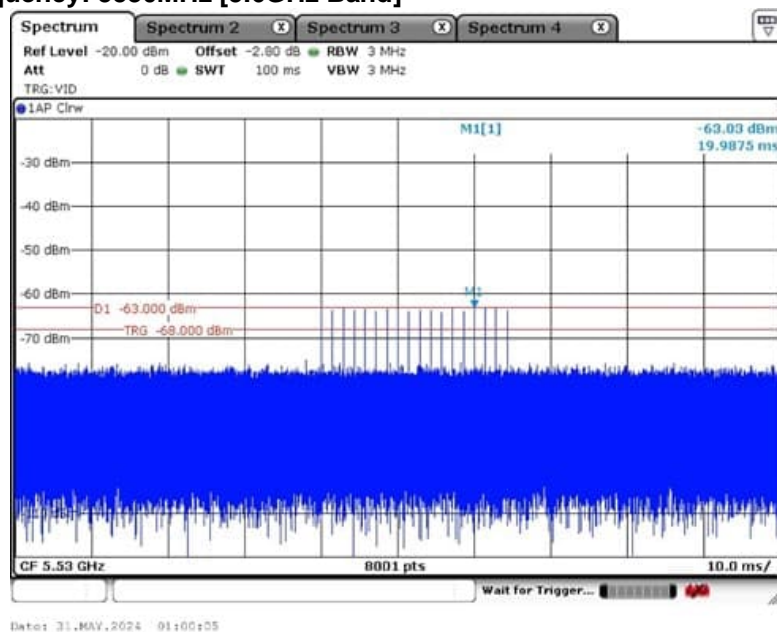 Spectrum Spectrum 2 X Spectrum 3 X Spectrum 4 X
Ref Level -20.00 dBm Offset -2.80 dB RBW 3 MHz
Att 0 dB SWT 100 ms VBW 3 MHz
TRG:VID
1AP Clrw
M1[1] -63.03 dBm
19.9875 ms
-30 dBm
-40 dBm
-50 dBm
-60 dBm
M1
D1 -63.000 dBm
TRG -68.000 dBm
-70 dBm
CF 5.53 GHz 8001 pts 10.0 ms/
Wait for Trigger...
Date: 31.MAY.2024 01:00:05